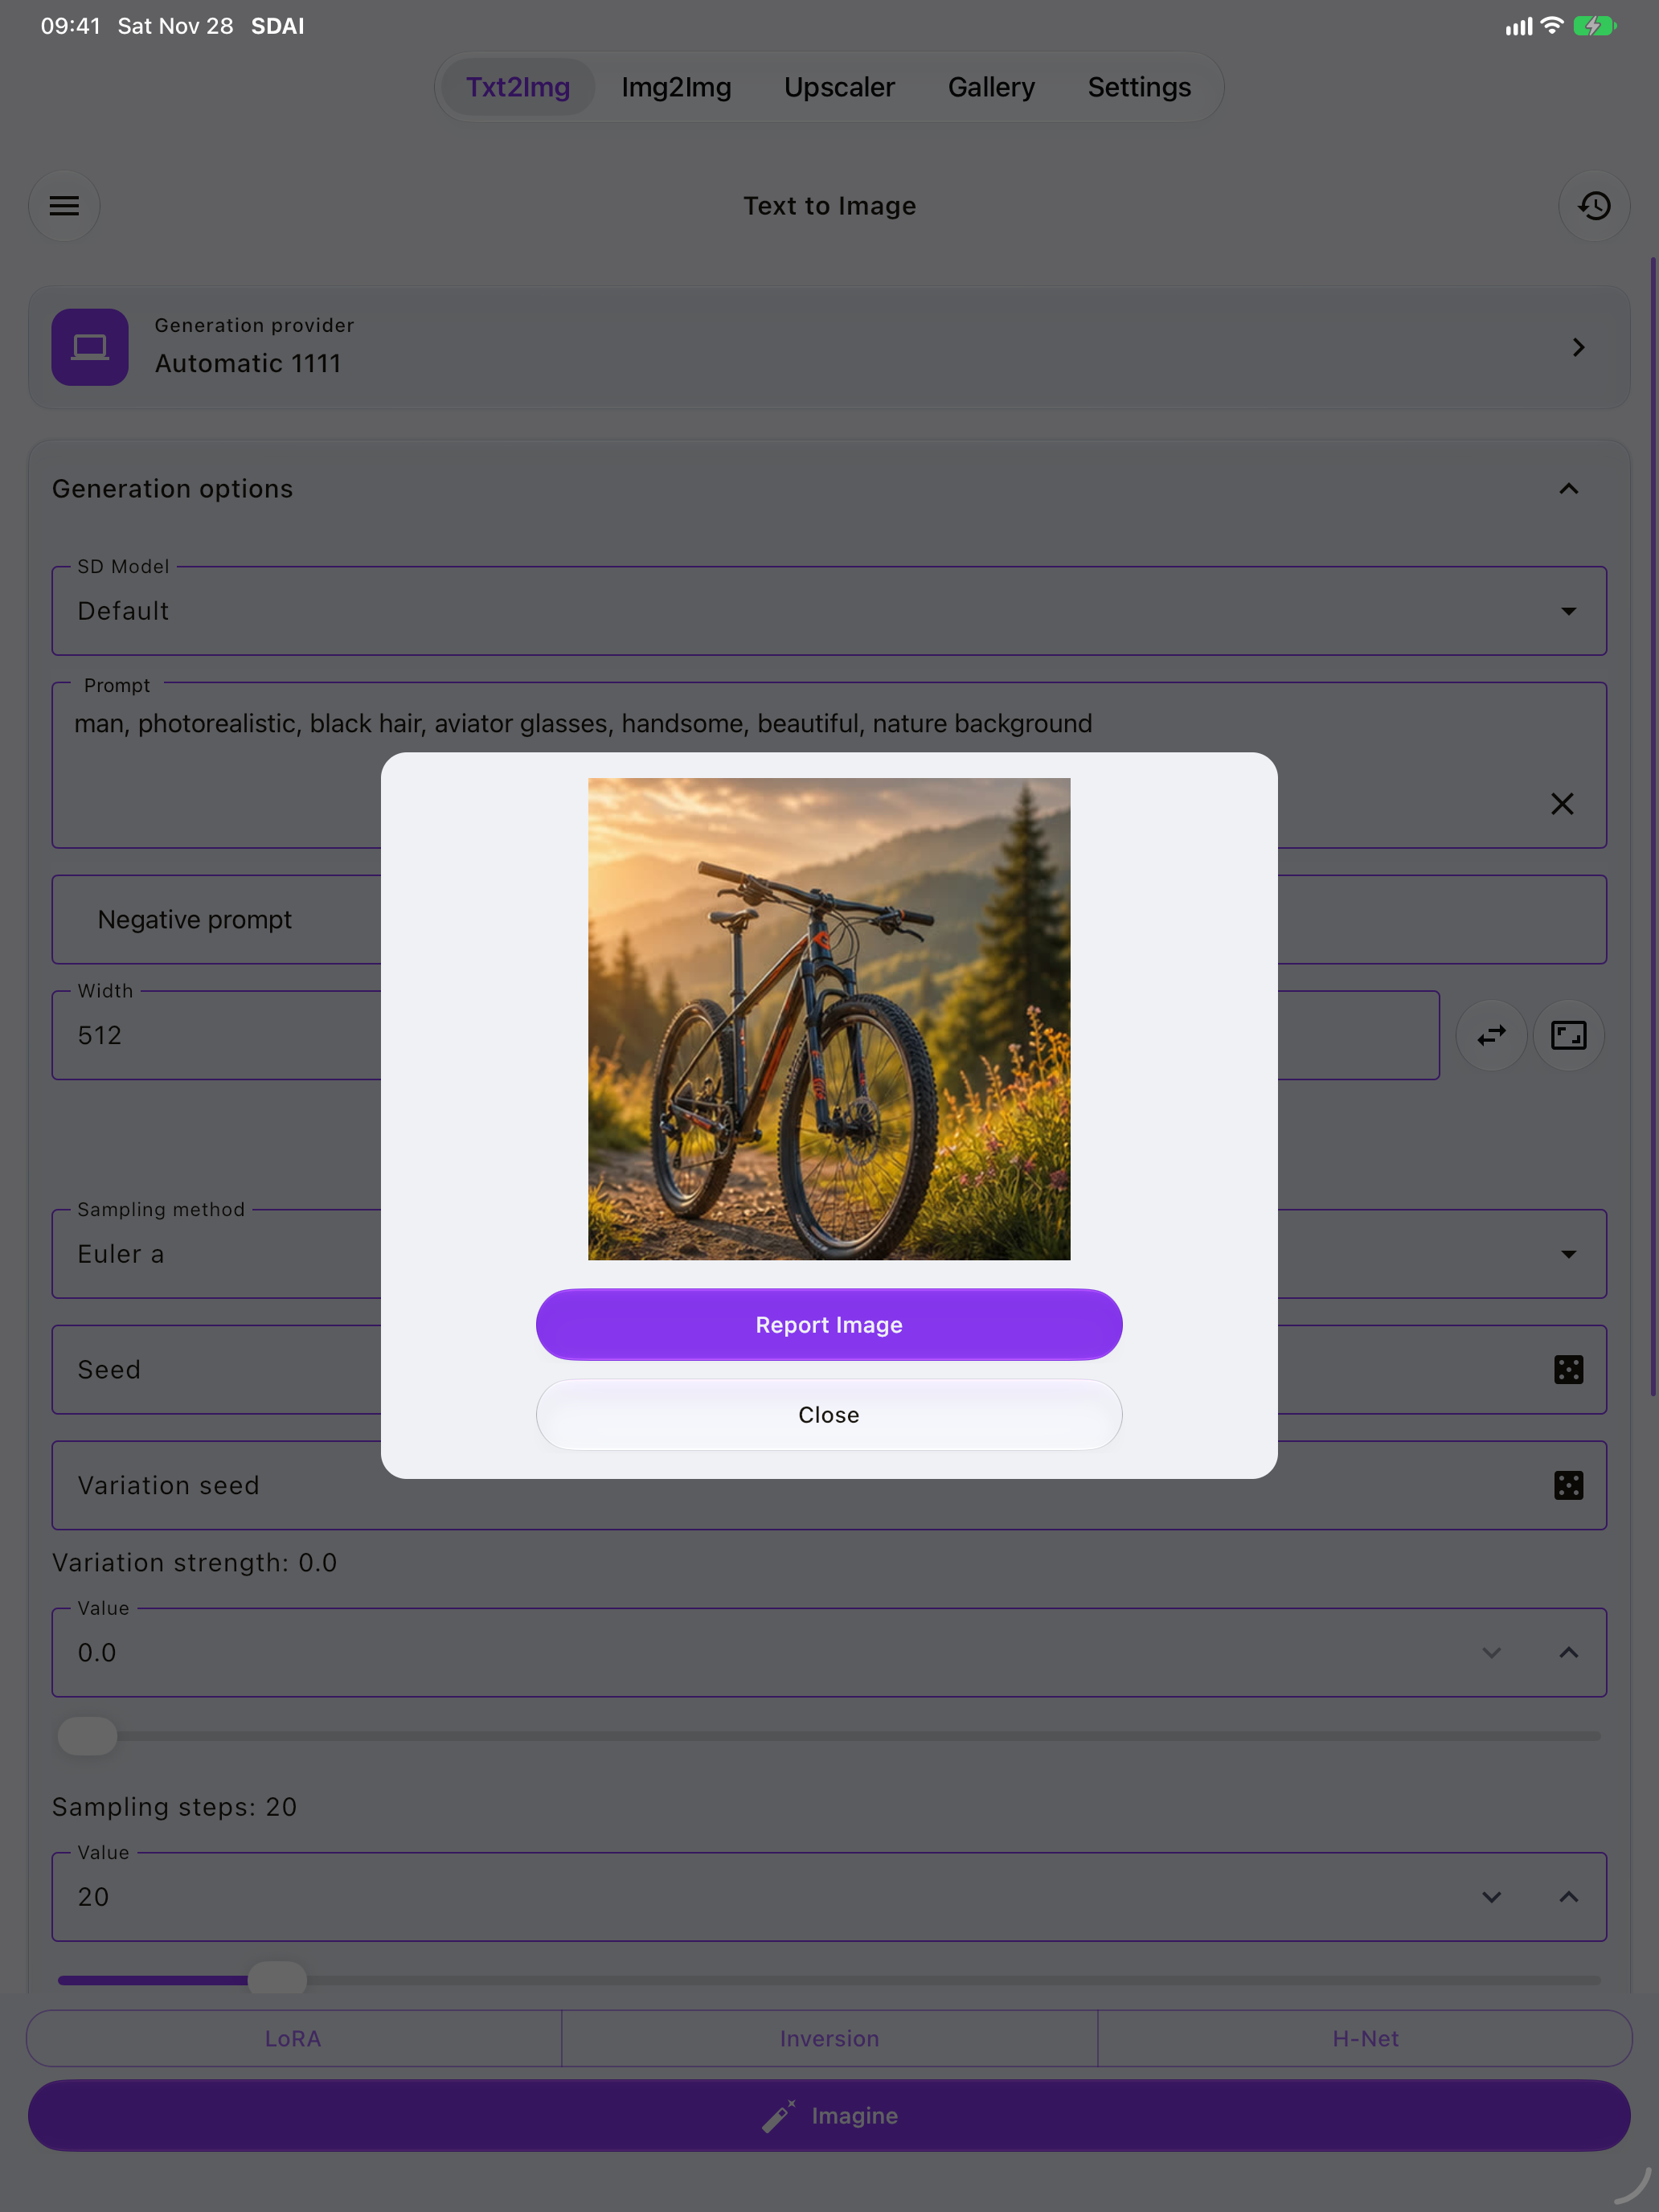 09:41 Sat Nov 28 SDAI
Txt2Img Img2Img Upscaler Gallery Settings
Text to Image
Generation provider
Automatic 1111
Generation options
SD Model
Default
Prompt
man, photorealistic, black hair, aviator glasses, handsome, beautiful, nature background
Negative prompt
Width
512
Sampling method
Euler a
Report Image
Seed
Close
Variation seed
Variation strength: 0.0
Value
0.0
Sampling steps: 20
Value
20
LoRA Inversion H-Net
Imagine